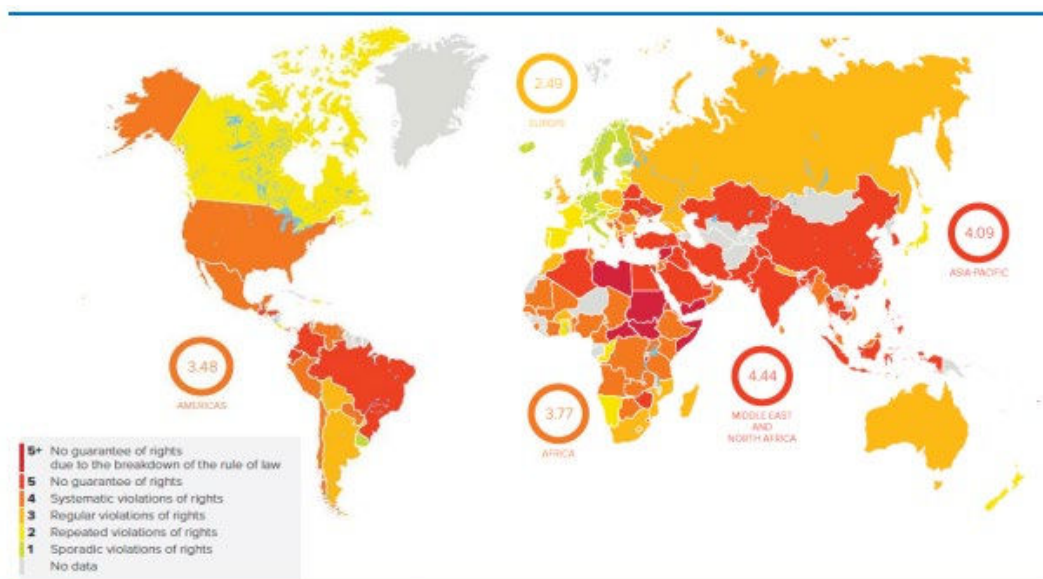 2.49
EUROPE
4.09
ASIA-PACIFIC
3.48
AMERICAS
3.77
AFRICA
4.44
MIDDLE EAST
AND
NORTH AFRICA
5+ No guarantee of rights
due to the breakdown of the rule of law
5 No guarantee of rights
4 Systematic violations of rights
3 Regular violations of rights
2 Repeated violations of rights
1 Sporadic violations of rights
No data